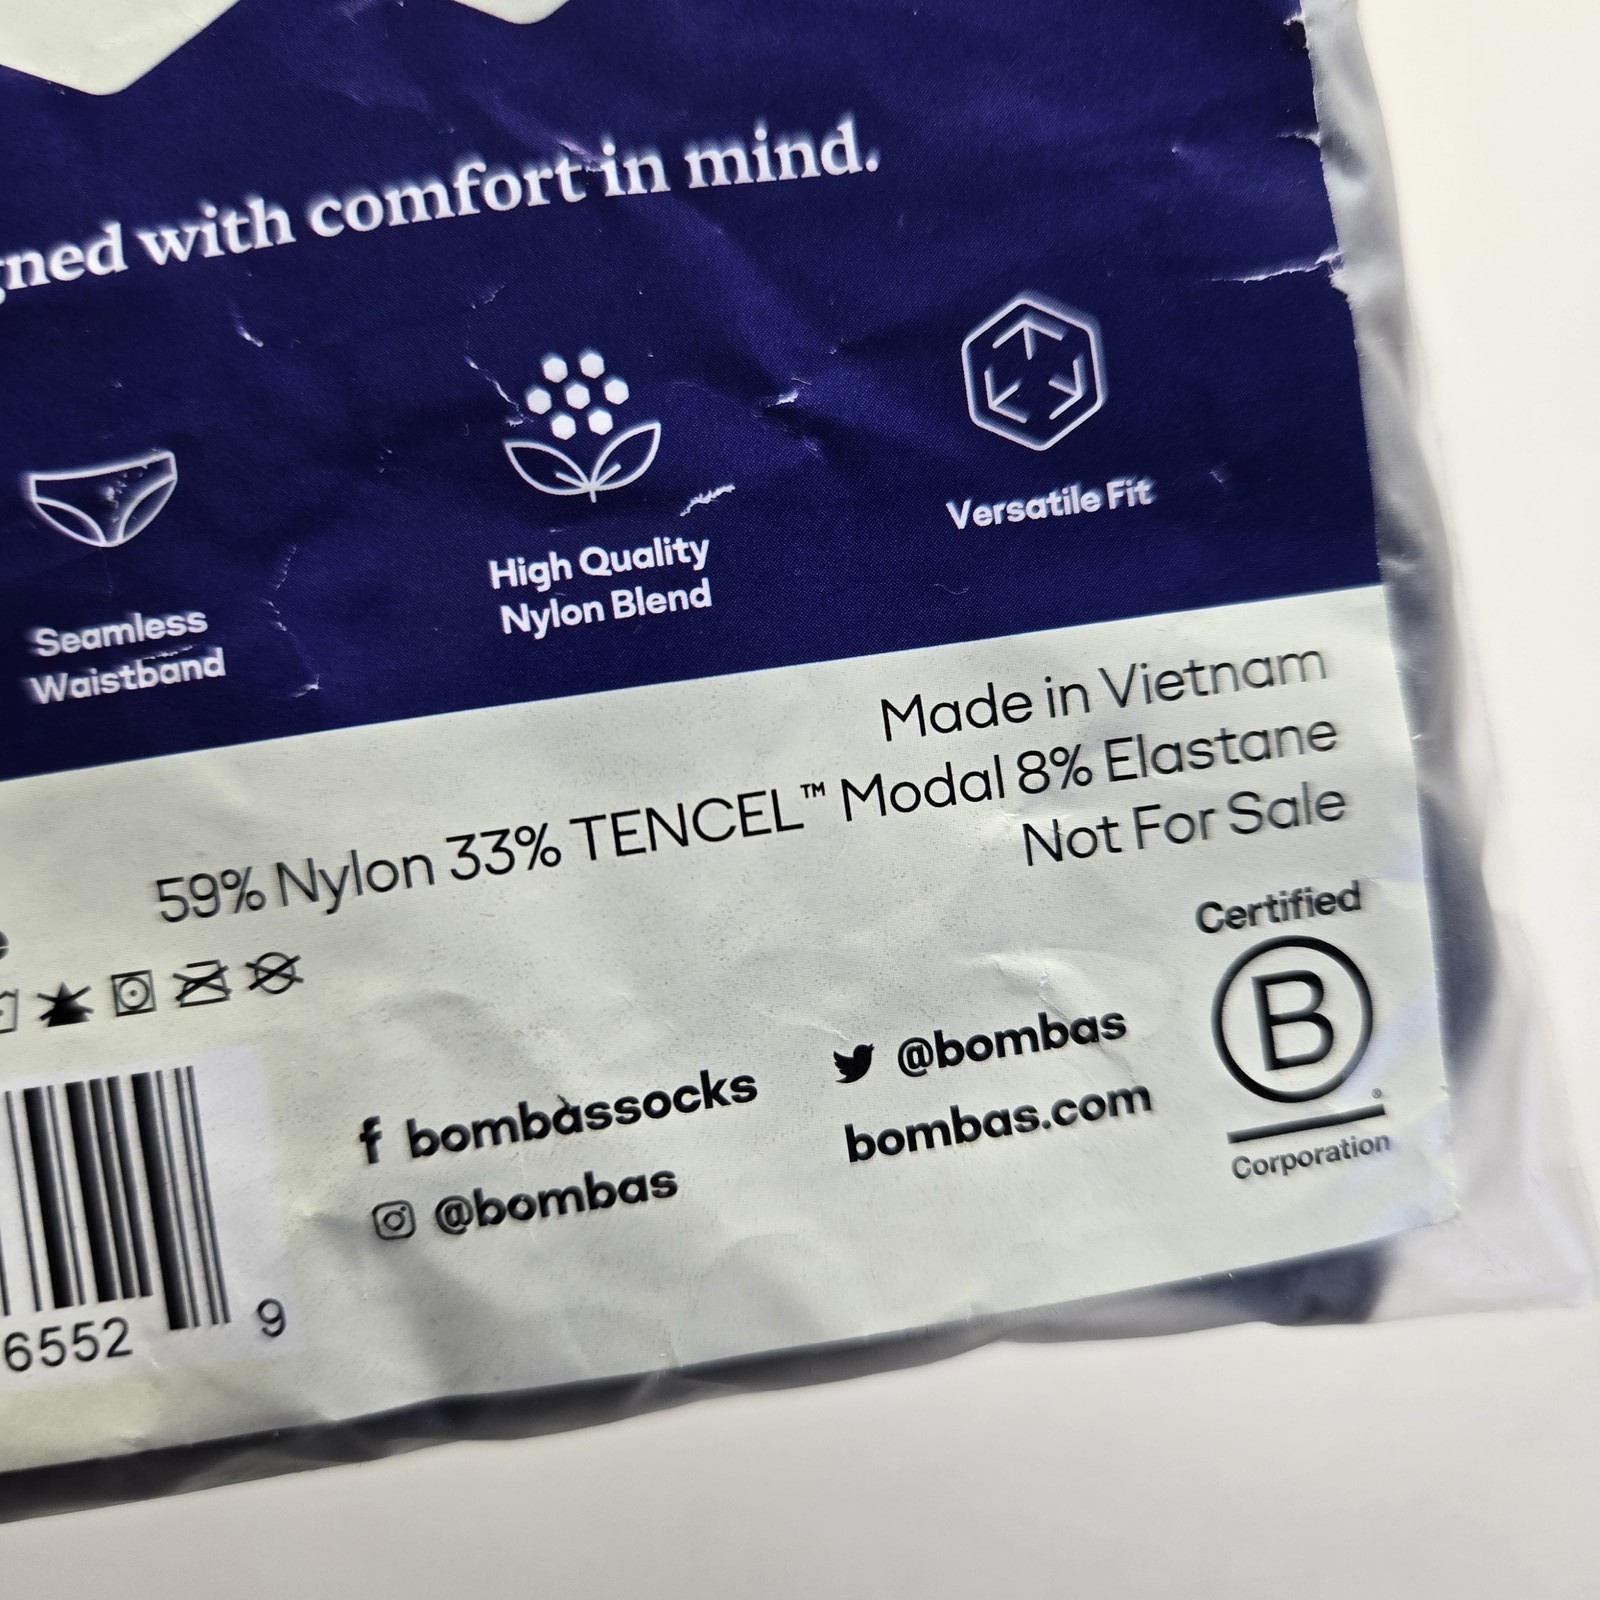 with comfort in mind.
Seamless
Waistband
High Quality
Nylon Blend
Versatile Fit
Made in Vietnam
59% Nylon 33% TENCEL™ Modal 8% Elastane
Not For Sale
bombassocks
@bombas
@bombas
bombas.com
Certified
B
®
Corporation
6552 9